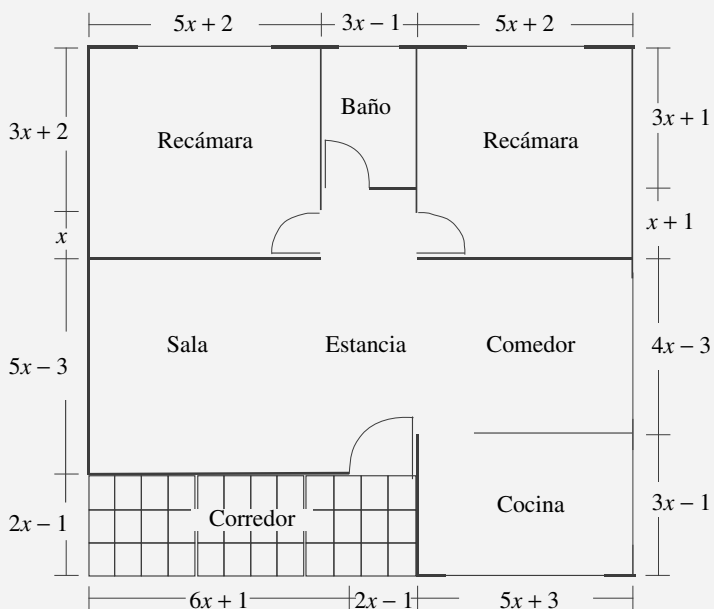 5x + 2 3x − 1 5x + 2
Baño
3x + 2 Recámara Recámara 3x + 1
x x + 1
Sala Estancia Comedor 4x − 3
5x − 3
Cocina 3x − 1
2x − 1 Corredor
6x + 1 2x − 1 5x + 3